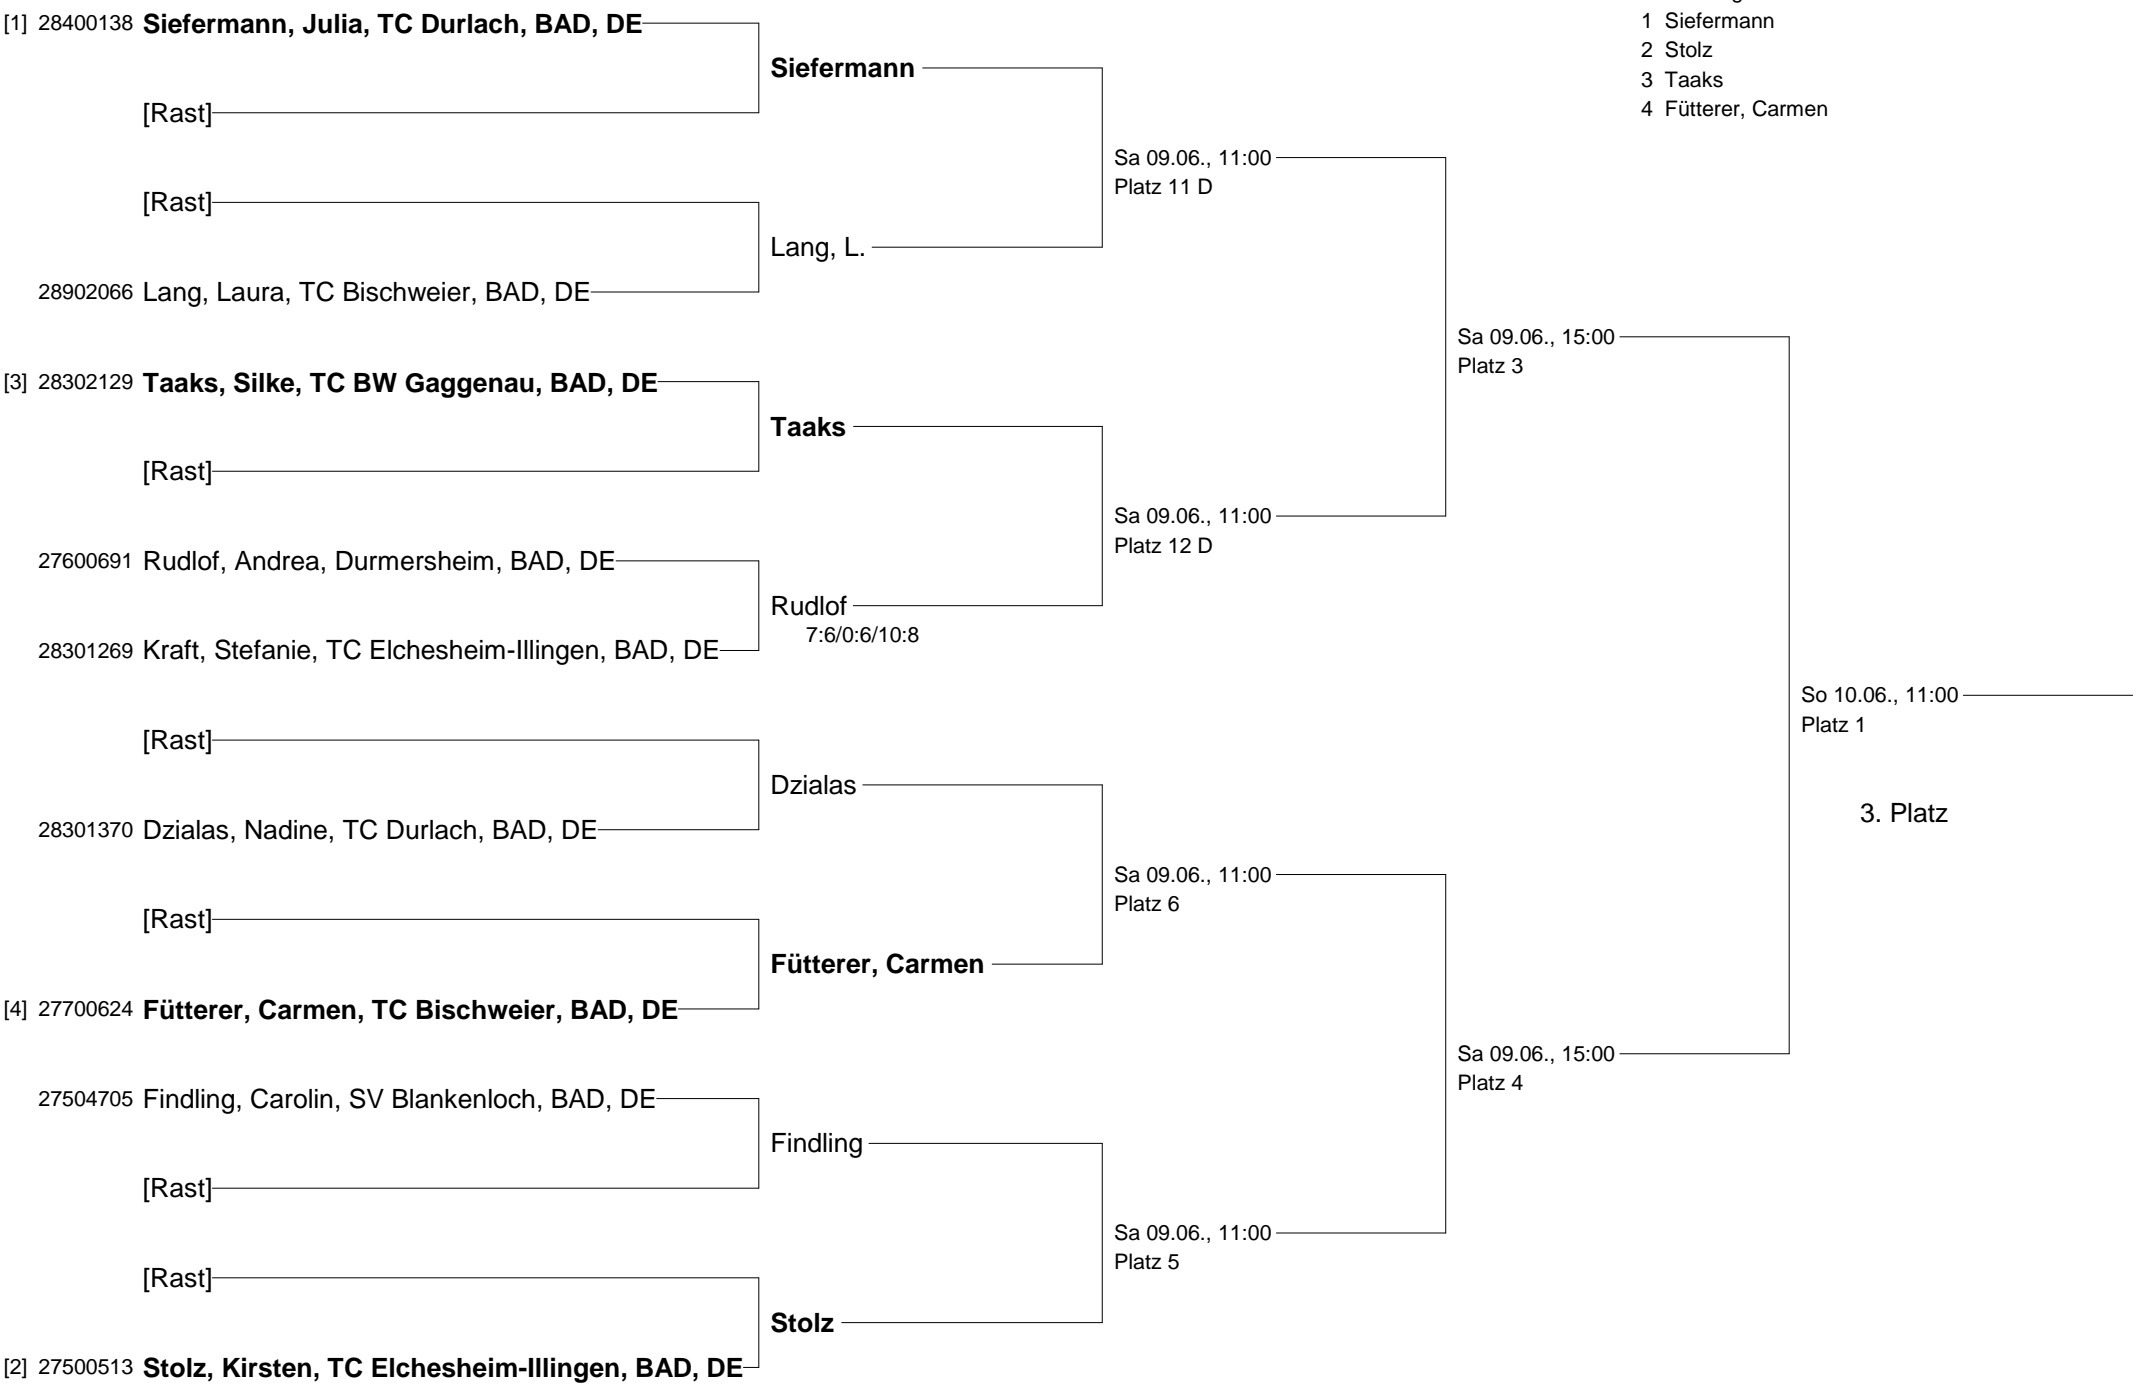 [1] 28400138 Siefermann, Julia, TC Durlach, BAD, DE
1 Siefermann
2 Stolz
Siefermann
3 Taaks
4 Fütterer, Carmen
[Rast]
Sa 09.06., 11:00
Platz 11 D
[Rast]
Lang, L.
28902066 Lang, Laura, TC Bischweier, BAD, DE
Sa 09.06., 15:00
Platz 3
[3] 28302129 Taaks, Silke, TC BW Gaggenau, BAD, DE
Taaks
[Rast]
Sa 09.06., 11:00
Platz 12 D
27600691 Rudlof, Andrea, Durmersheim, BAD, DE
Rudlof
7:6/0:6/10:8
28301269 Kraft, Stefanie, TC Elchesheim-Illingen, BAD, DE
So 10.06., 11:00
Platz 1
[Rast]
Dzialas
3. Platz
28301370 Dzialas, Nadine, TC Durlach, BAD, DE
Sa 09.06., 11:00
Platz 6
[Rast]
Fütterer, Carmen
[4] 27700624 Fütterer, Carmen, TC Bischweier, BAD, DE
Sa 09.06., 15:00
Platz 4
27504705 Findling, Carolin, SV Blankenloch, BAD, DE
Findling
[Rast]
Sa 09.06., 11:00
Platz 5
[Rast]
Stolz
[2] 27500513 Stolz, Kirsten, TC Elchesheim-Illingen, BAD, DE